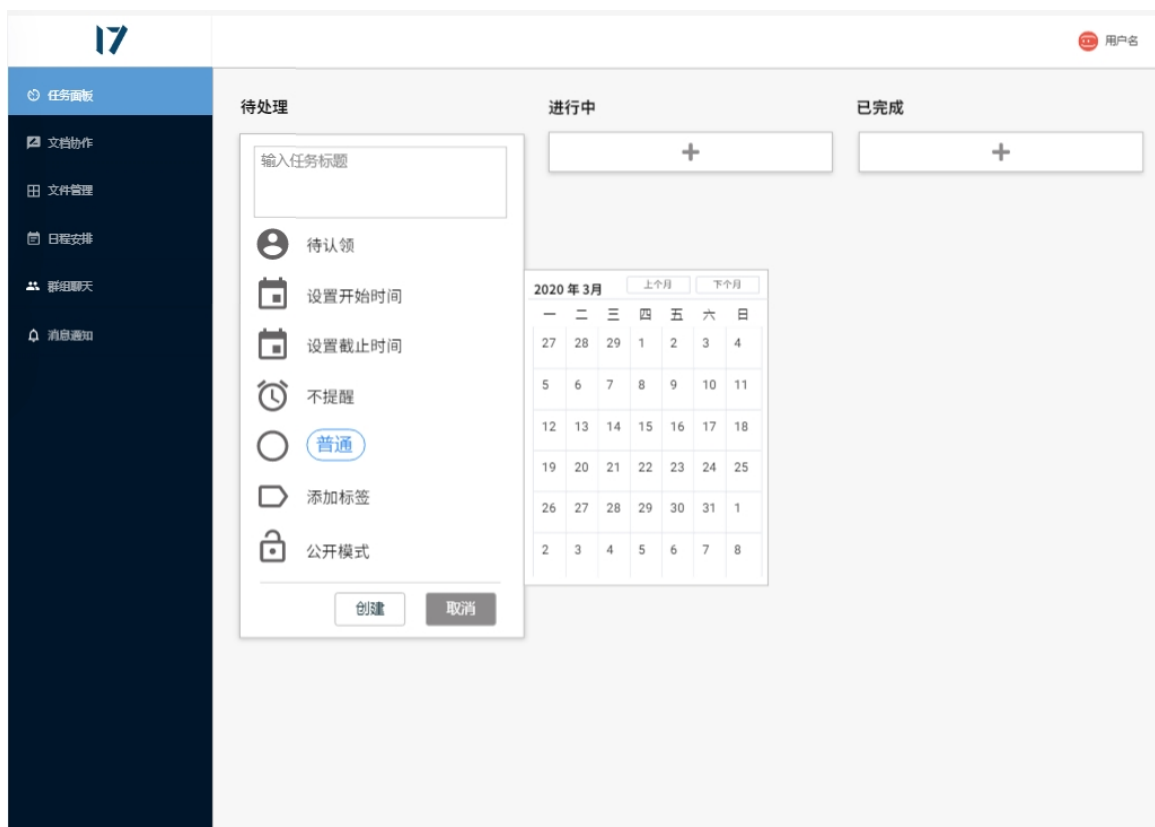 17
用户名
任务面板
文档协作
文件管理
日程安排
群组聊天
消息通知
待处理
进行中
已完成
输入任务标题
待认领
设置开始时间
设置截止时间
不提醒
普通
添加标签
公开模式
创建 取消
2020 年 3月 上个月 下个月
一 二 三 四 五 六 日
27 28 29 1 2 3 4
5 6 7 8 9 10 11
12 13 14 15 16 17 18
19 20 21 22 23 24 25
26 27 28 29 30 31 1
2 3 4 5 6 7 8